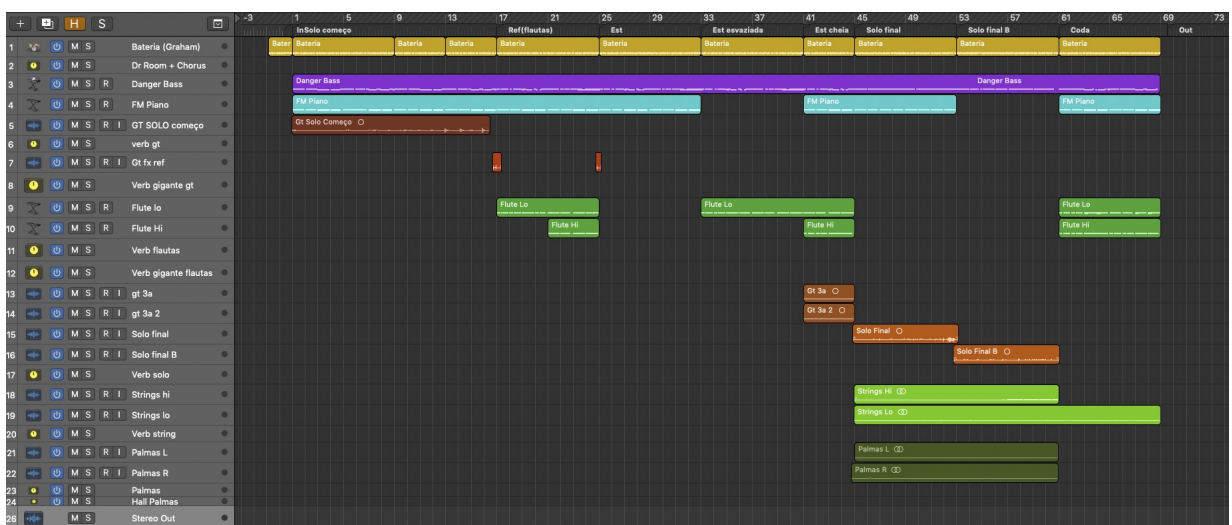 + H S -3 1 5 9 13 17 21 25 29 33 37 41 45 49 53 57 61 65 69 73
InSolo começo Ref(flautas) Est Est esvaziada Est cheia Solo final Solo final B Coda Out
1 M S Bateria (Graham) Bater Bateria Bateria Bateria Bateria Bateria Bateria Bateria Bateria Bateria Bateria
2 M S Dr Room + Chorus
3 M S R Danger Bass Danger Bass Danger Bass
4 M S R FM Piano FM Piano FM Piano FM Piano
5 M S R I GT SOLO começo Gt Solo Começo
6 M S verb gt
7 M S R I Gt fx ref
8 M S Verb gigante gt
9 M S R Flute lo Flute Lo Flute Lo Flute Lo
10 M S R Flute Hi Flute Hi Flute Hi Flute Hi
11 M S Verb flautas
12 M S Verb gigante flautas
13 M S R I gt 3a Gt 3a
14 M S R I gt 3a 2 Gt 3a 2
15 M S R I Solo final Solo Final
16 M S R I Solo final B Solo Final B
17 M S Verb solo
18 M S R I Strings hi Strings Hi
19 M S R I Strings lo Strings Lo
20 M S Verb string
21 M S R I Palmas L Palmas L
22 M S R I Palmas R Palmas R
23 M S Palmas
24 M S Hall Palmas
26 M S Stereo Out